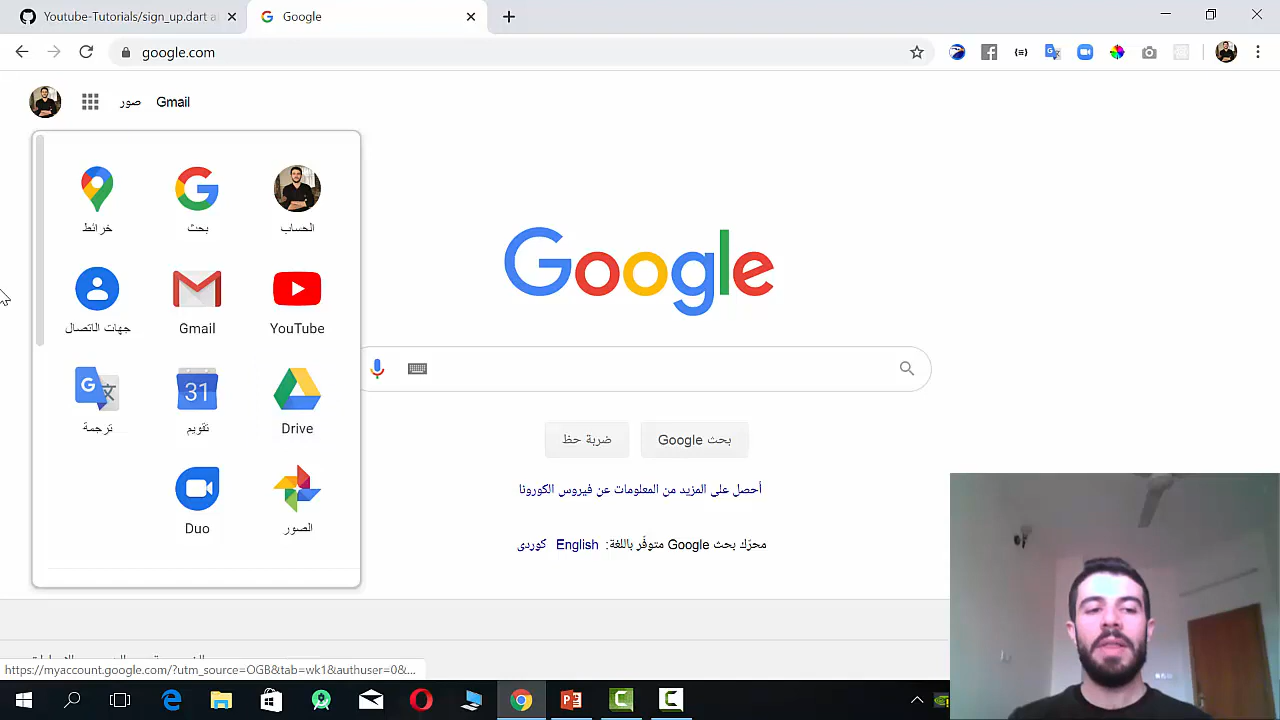 Youtube-Tutorials/sign_up.dart a
Google
google.com
صور
Gmail
الحساب
بحث
خرائط
YouTube
Gmail
جهات الاتصال
Drive
تقويم
31
ترجمة
الصور
Duo
Google
بحث Google
ضربة حظ
أحصل على المزيد من المعلومات عن فيروس الكورونا
محرّك بحث Google متوفّر باللغة: English كوردی
https://myaccount.google.com/?utm_source=OGB&tab=wk1&authuser=0&...